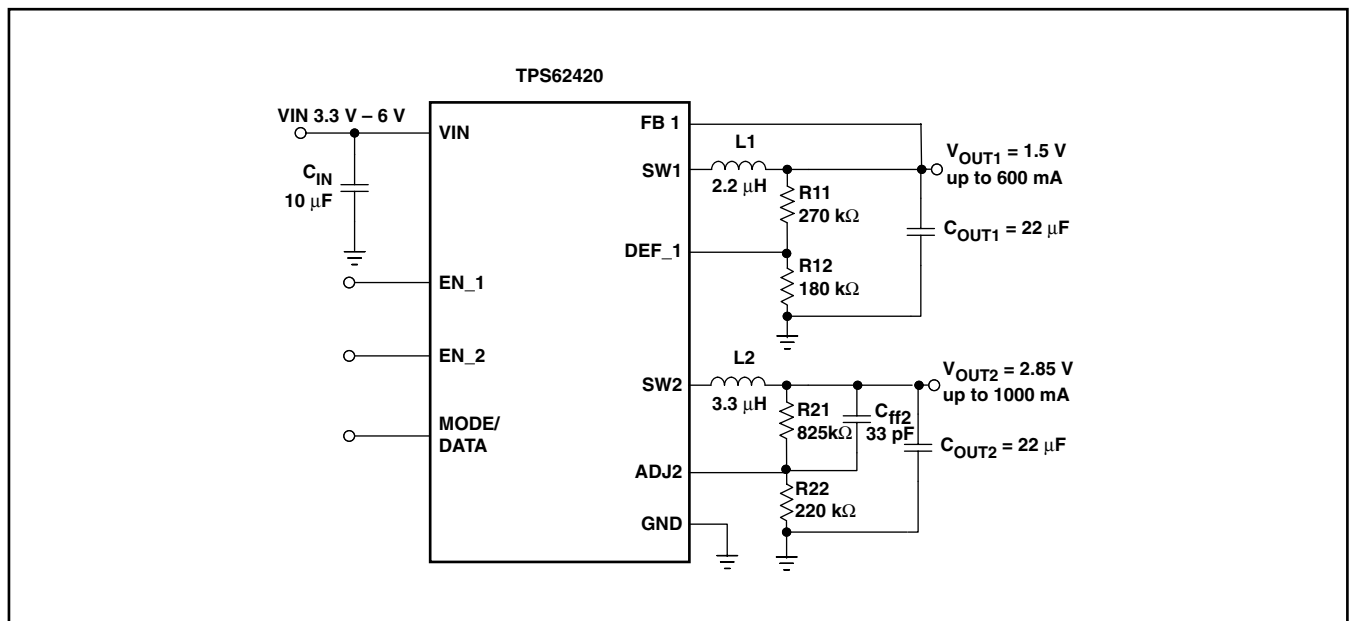 TPS62420
VIN 3.3 V – 6 V
VIN
C_IN
10 μF
EN_1
EN_2
MODE/
DATA
FB 1
SW1
DEF_1
SW2
ADJ2
GND
L1
2.2 μH
R11
270 kΩ
R12
180 kΩ
V_OUT1 = 1.5 V
up to 600 mA
C_OUT1 = 22 μF
L2
3.3 μH
R21
825kΩ
C_ff2
33 pF
R22
220 kΩ
V_OUT2 = 2.85 V
up to 1000 mA
C_OUT2 = 22 μF